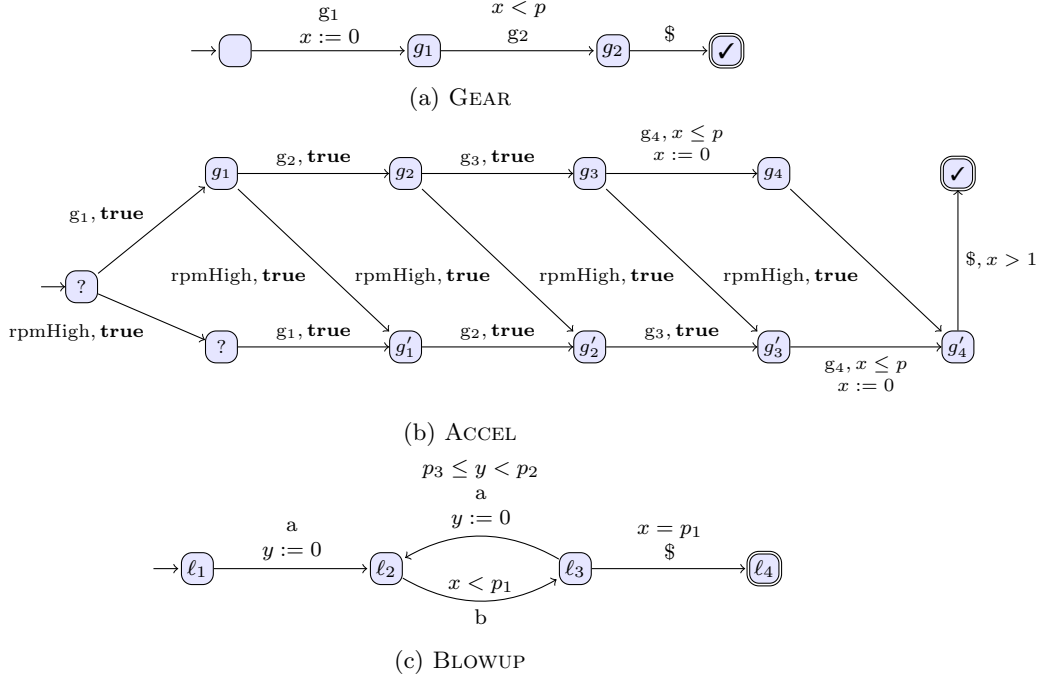 g₁
x := 0
x < p
g₂
$
g₁
g₂
✓
(a) GEAR
g₁, true
g₂, true
g₃, true
g₄, x ≤ p
x := 0
?
g₁
g₂
g₃
g₄
✓
rpmHigh, true
rpmHigh, true
rpmHigh, true
rpmHigh, true
$, x > 1
rpmHigh, true
g₁, true
g₂, true
g₃, true
g₄, x ≤ p
x := 0
?
g′₁
g′₂
g′₃
g′₄
(b) ACCEL
p₃ ≤ y < p₂
a
y := 0
a
y := 0
x = p₁
$
ℓ₁
ℓ₂
ℓ₃
ℓ₄
x < p₁
b
(c) BLOWUP